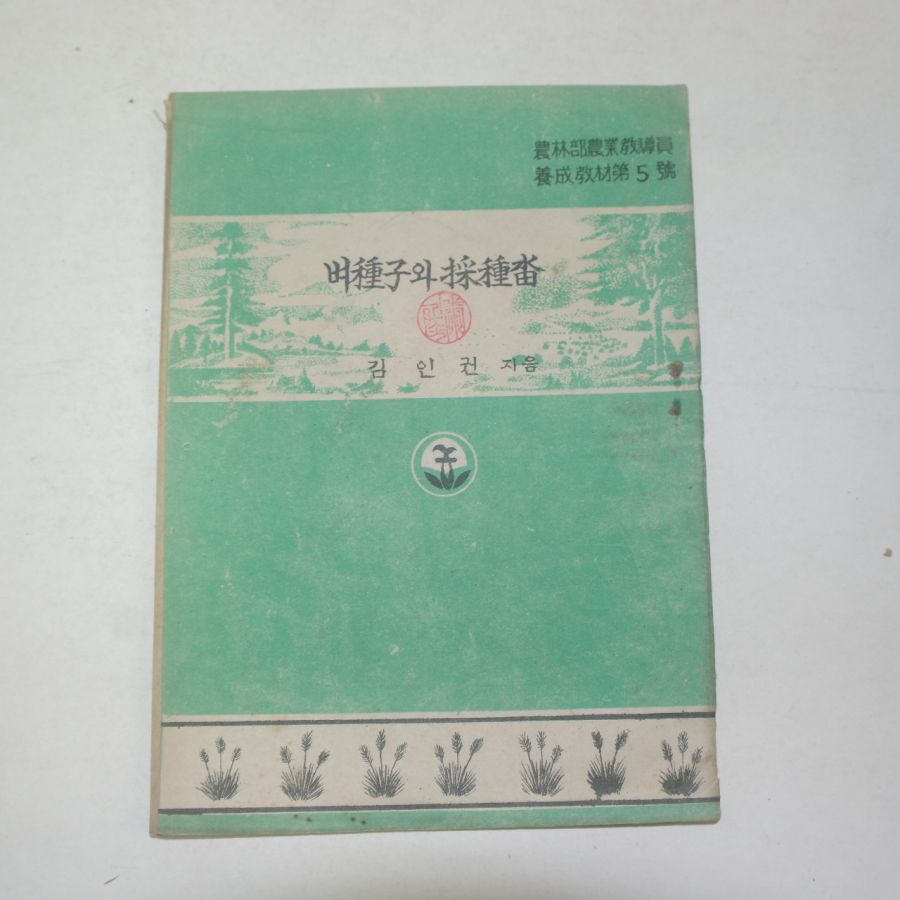 農林部農業敎導員
養成敎材第5號
벼種子와採種畓
김인권 지음